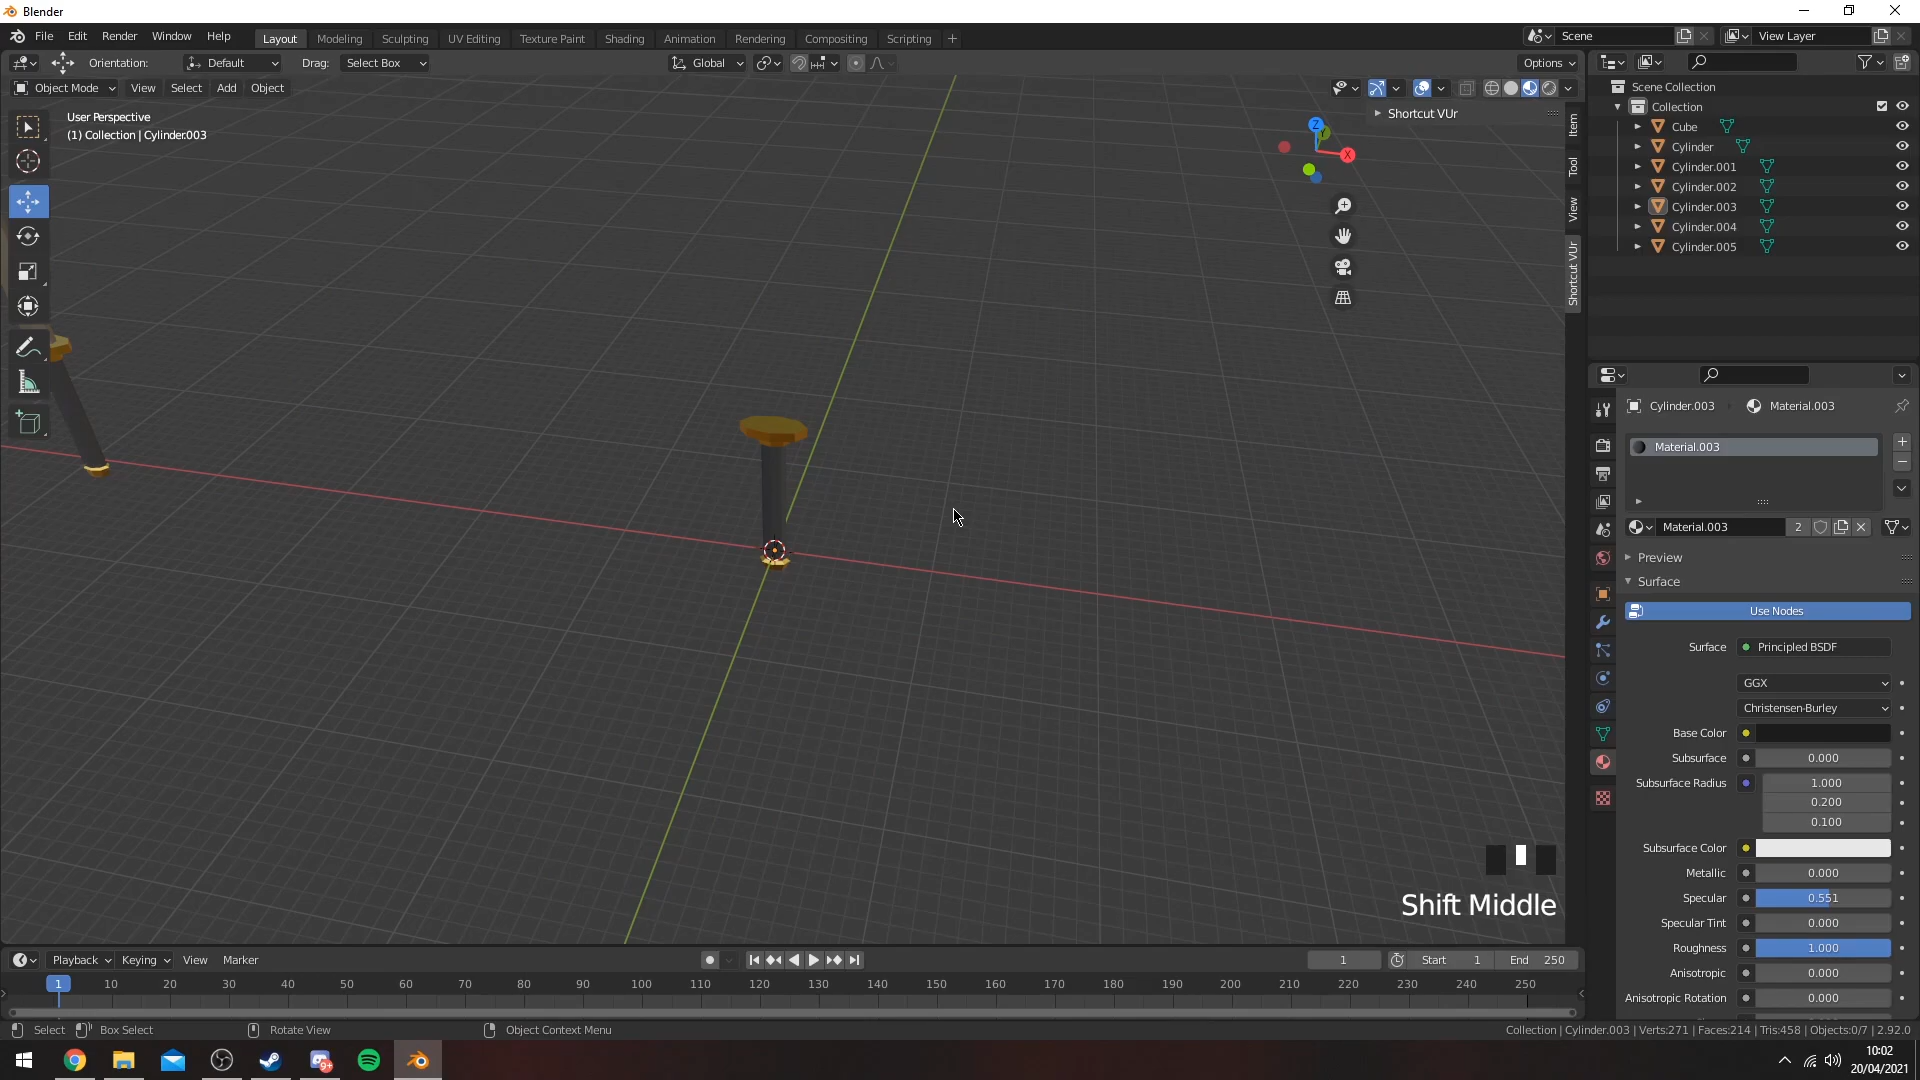 Blender
File Edit Render Window Help
Layout Modeling Sculpting UV Editing Texture Paint Shading Animation Rendering Compositing Scripting +
Scene
View Layer
Orientation: Default Drag: Select Box Global Options
Object Mode View Select Add Object
User Perspective
(1) Collection | Cylinder.003
Shortcut VUr
Z
X
Item
Tool
View
Shortcut VUr
Scene Collection
Collection
Cube
Cylinder
Cylinder.001
Cylinder.002
Cylinder.003
Cylinder.004
Cylinder.005
Cylinder.003 Material.003
Material.003
Material.003 2
Preview
Surface
Use Nodes
Surface Principled BSDF
GGX
Christensen-Burley
Base Color
Subsurface 0.000
Subsurface Radius 1.000
0.200
0.100
Subsurface Color
Metallic 0.000
Specular 0.551
Specular Tint 0.000
Roughness 1.000
Anisotropic 0.000
Anisotropic Rotation 0.000
Shift Middle
Playback Keying View Marker 1 Start 1 End 250
1 10 20 30 40 50 60 70 80 90 100 110 120 130 140 150 160 170 180 190 200 210 220 230 240 250
Select Box Select Rotate View Object Context Menu
Collection | Cylinder.003 | Verts:271 | Faces:214 | Tris:458 | Objects:0/7 | 2.92.0
9+
10:02
20/04/2021